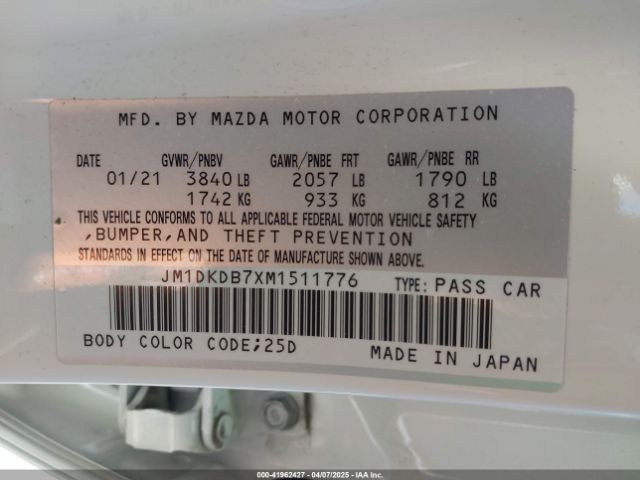 MFD. BY MAZDA MOTOR CORPORATION
DATE GVWR/PNBV GAWR/PNBE FRT GAWR/PNBE RR
01/21 3840 LB 2057 LB 1790 LB
1742 KG 933 KG 812 KG
THIS VEHICLE CONFORMS TO ALL APPLICABLE FEDERAL MOTOR VEHICLE SAFETY
,BUMPER,AND THEFT PREVENTION
STANDARDS IN EFFECT ON THE DATE OF MANUFACTURE SHOWN ABOVE.
JM1DKDB7XM1511776 TYPE: PASS CAR
BODY COLOR CODE;25D MADE IN JAPAN
000-41962427 - 04/07/2025 - IAAI, Inc.